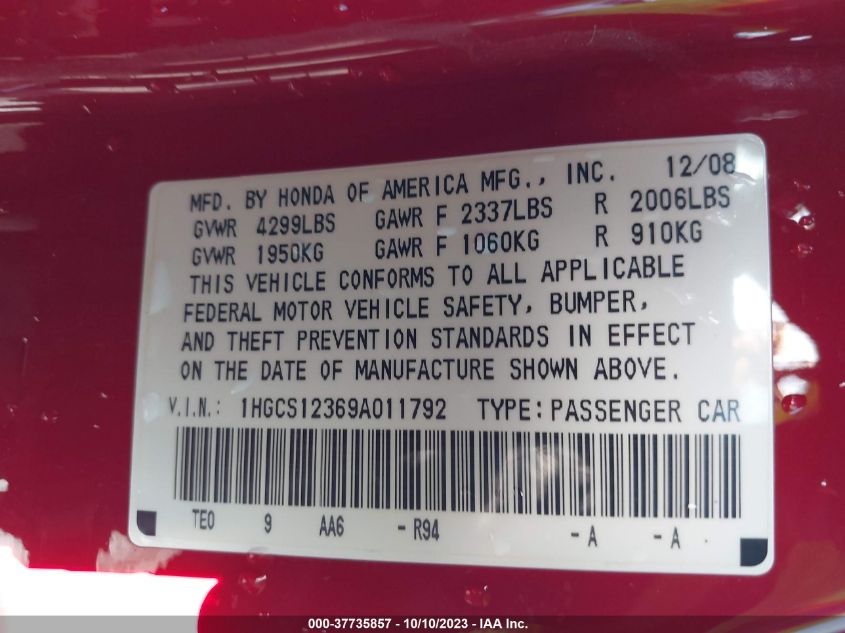 MFD. BY HONDA OF AMERICA MFG., INC. 12/08
GVWR 4299LBS GAWR F 2337LBS R 2006LBS
GVWR 1950KG GAWR F 1060KG R 910KG
THIS VEHICLE CONFORMS TO ALL APPLICABLE
FEDERAL MOTOR VEHICLE SAFETY, BUMPER,
AND THEFT PREVENTION STANDARDS IN EFFECT
ON THE DATE OF MANUFACTURE SHOWN ABOVE.
V.I.N.: 1HGCS12369A011792 TYPE: PASSENGER CAR
TE0 9 AA6 - R94 - A - A
000-37735857 - 10/10/2023 - IAA Inc.